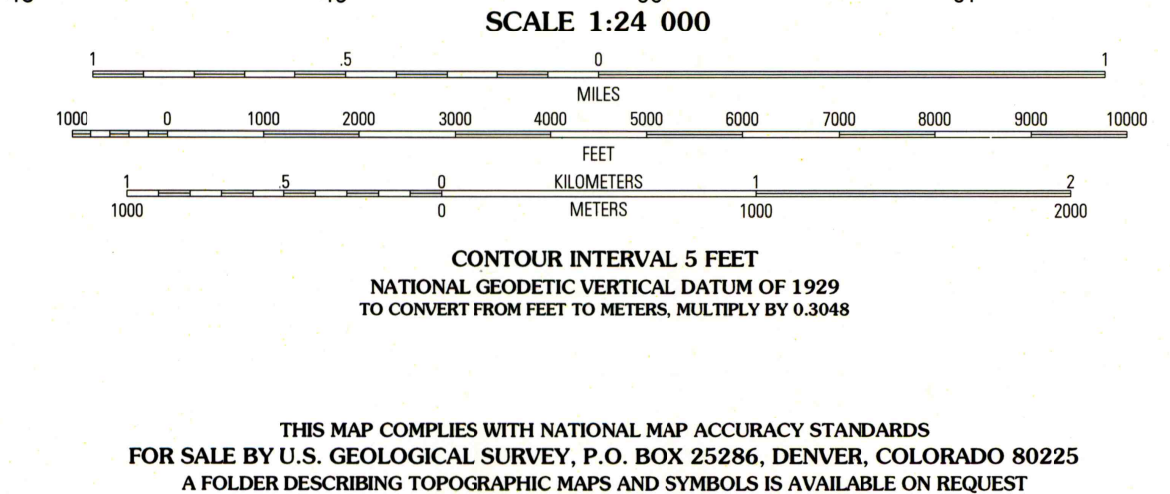 SCALE 1:24 000
1 .5 0 1
MILES
1000 0 1000 2000 3000 4000 5000 6000 7000 8000 9000 10000
FEET
1 .5 0 KILOMETERS 1 2
1000 0 METERS 1000 2000
CONTOUR INTERVAL 5 FEET
NATIONAL GEODETIC VERTICAL DATUM OF 1929
TO CONVERT FROM FEET TO METERS, MULTIPLY BY 0.3048
THIS MAP COMPLIES WITH NATIONAL MAP ACCURACY STANDARDS
FOR SALE BY U.S. GEOLOGICAL SURVEY, P.O. BOX 25286, DENVER, COLORADO 80225
A FOLDER DESCRIBING TOPOGRAPHIC MAPS AND SYMBOLS IS AVAILABLE ON REQUEST